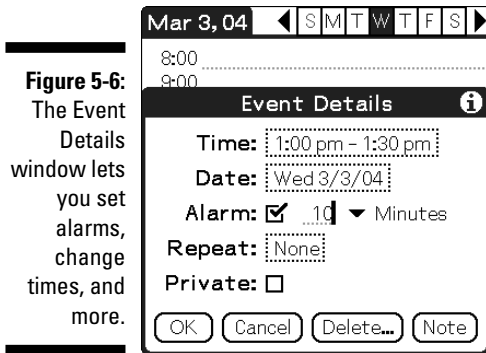 Figure 5-6:
The Event
Details
window lets
you set
alarms,
change
times, and
more.
Mar 3, 04 S M T W T F S
8:00
9:00
Event Details i
Time: 1:00 pm - 1:30 pm
Date: Wed 3/3/04
Alarm: 10 Minutes
Repeat: None
Private:
OK Cancel Delete... Note